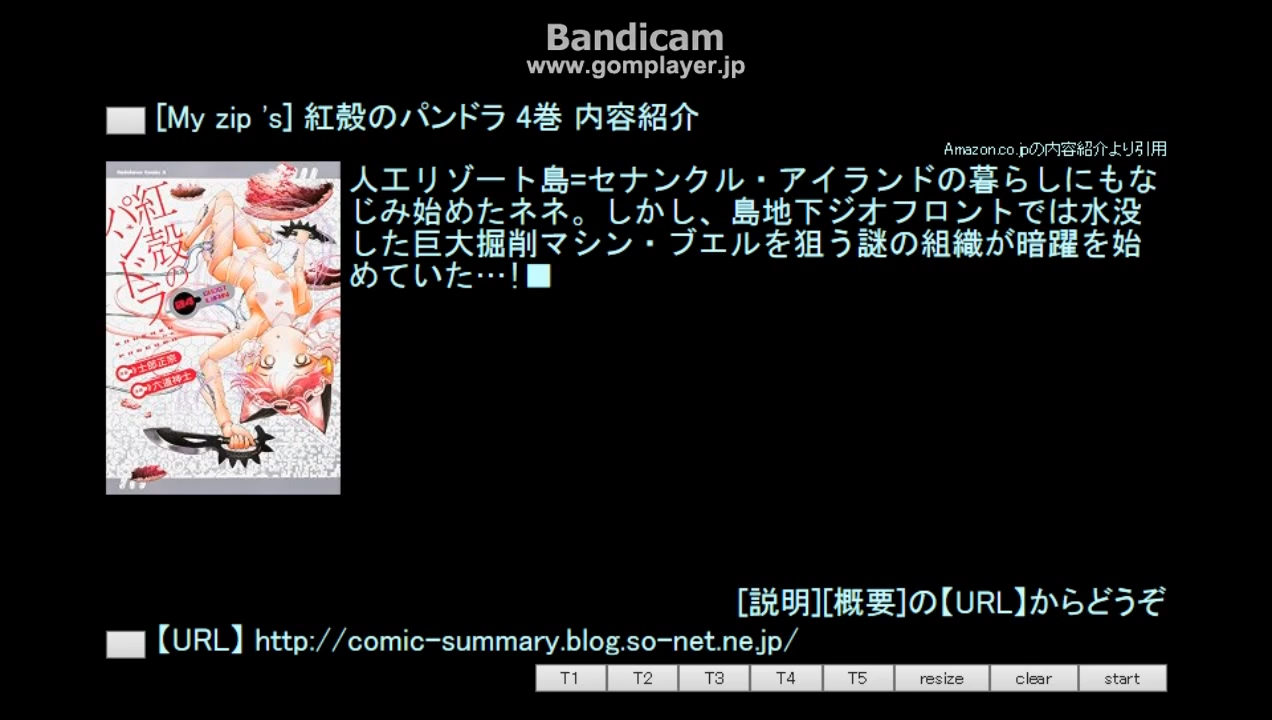 Bandicam
www.gomplayer.jp
[My zip 's] 紅殻のパンドラ 4巻 内容紹介
Amazon.co.jpの内容紹介より引用
人工リゾート島=セナンクル・アイランドの暮らしにもな
じみ始めたネネ。しかし、島地下ジオフロントでは水没
した巨大掘削マシン・ブエルを狙う謎の組織が暗躍を始
めていた…!■
紅殻の
パンドラ
04
GHOST
URN
士郎正宗
六道神士
[説明][概要]の【URL】からどうぞ
【URL】 http://comic-summary.blog.so-net.ne.jp/
T1 T2 T3 T4 T5 resize clear start